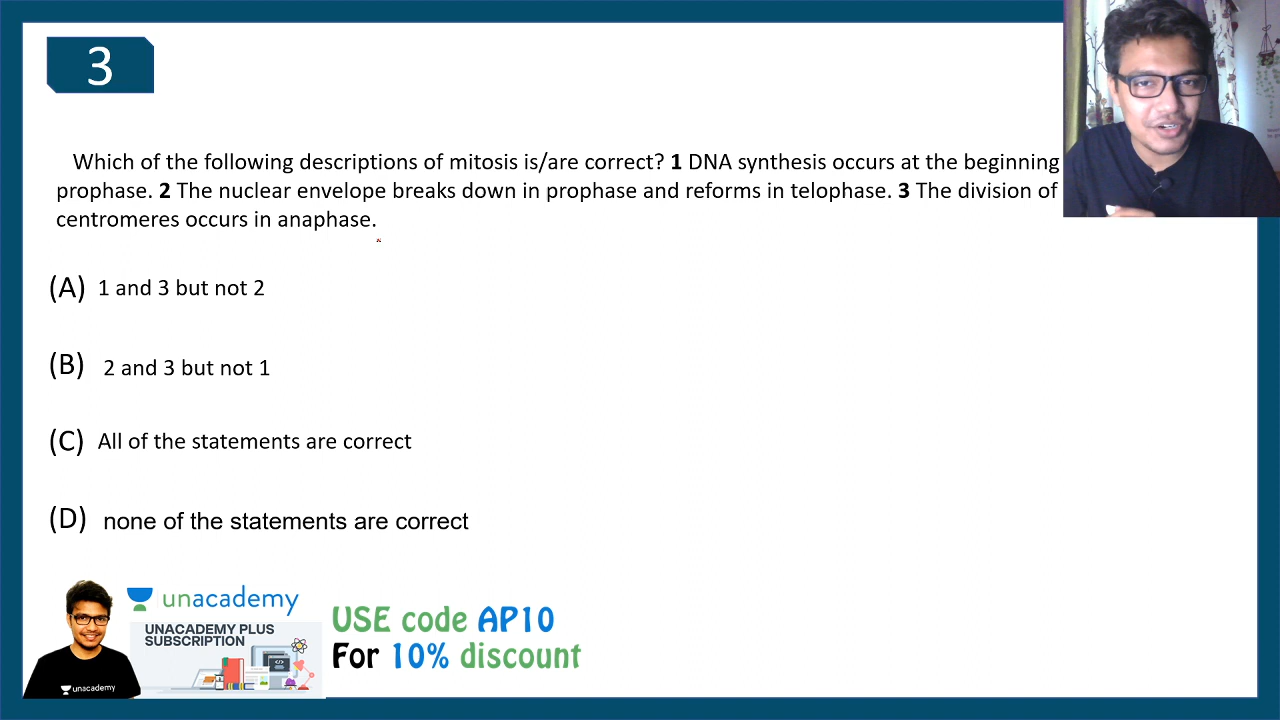 3
Which of the following descriptions of mitosis is/are correct? 1 DNA synthesis occurs at the beginning
prophase. 2 The nuclear envelope breaks down in prophase and reforms in telophase. 3 The division of
centromeres occurs in anaphase.
(A) 1 and 3 but not 2
(B) 2 and 3 but not 1
(C) All of the statements are correct
(D) none of the statements are correct
unacademy
UNACADEMY PLUS
SUBSCRIPTION
unacademy
USE code AP10
For 10% discount